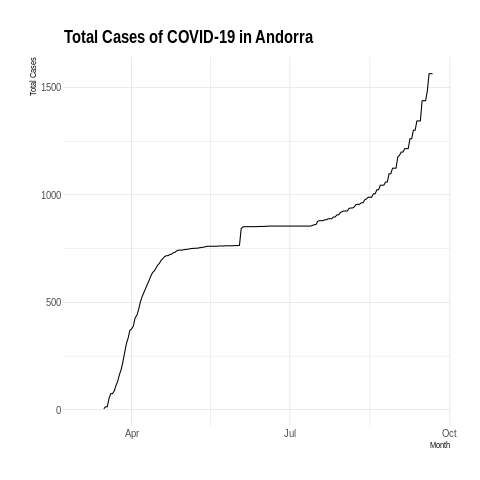 Total Cases of COVID-19 in Andorra
Total Cases
1500
1000
500
0
Apr Jul Oct
Month